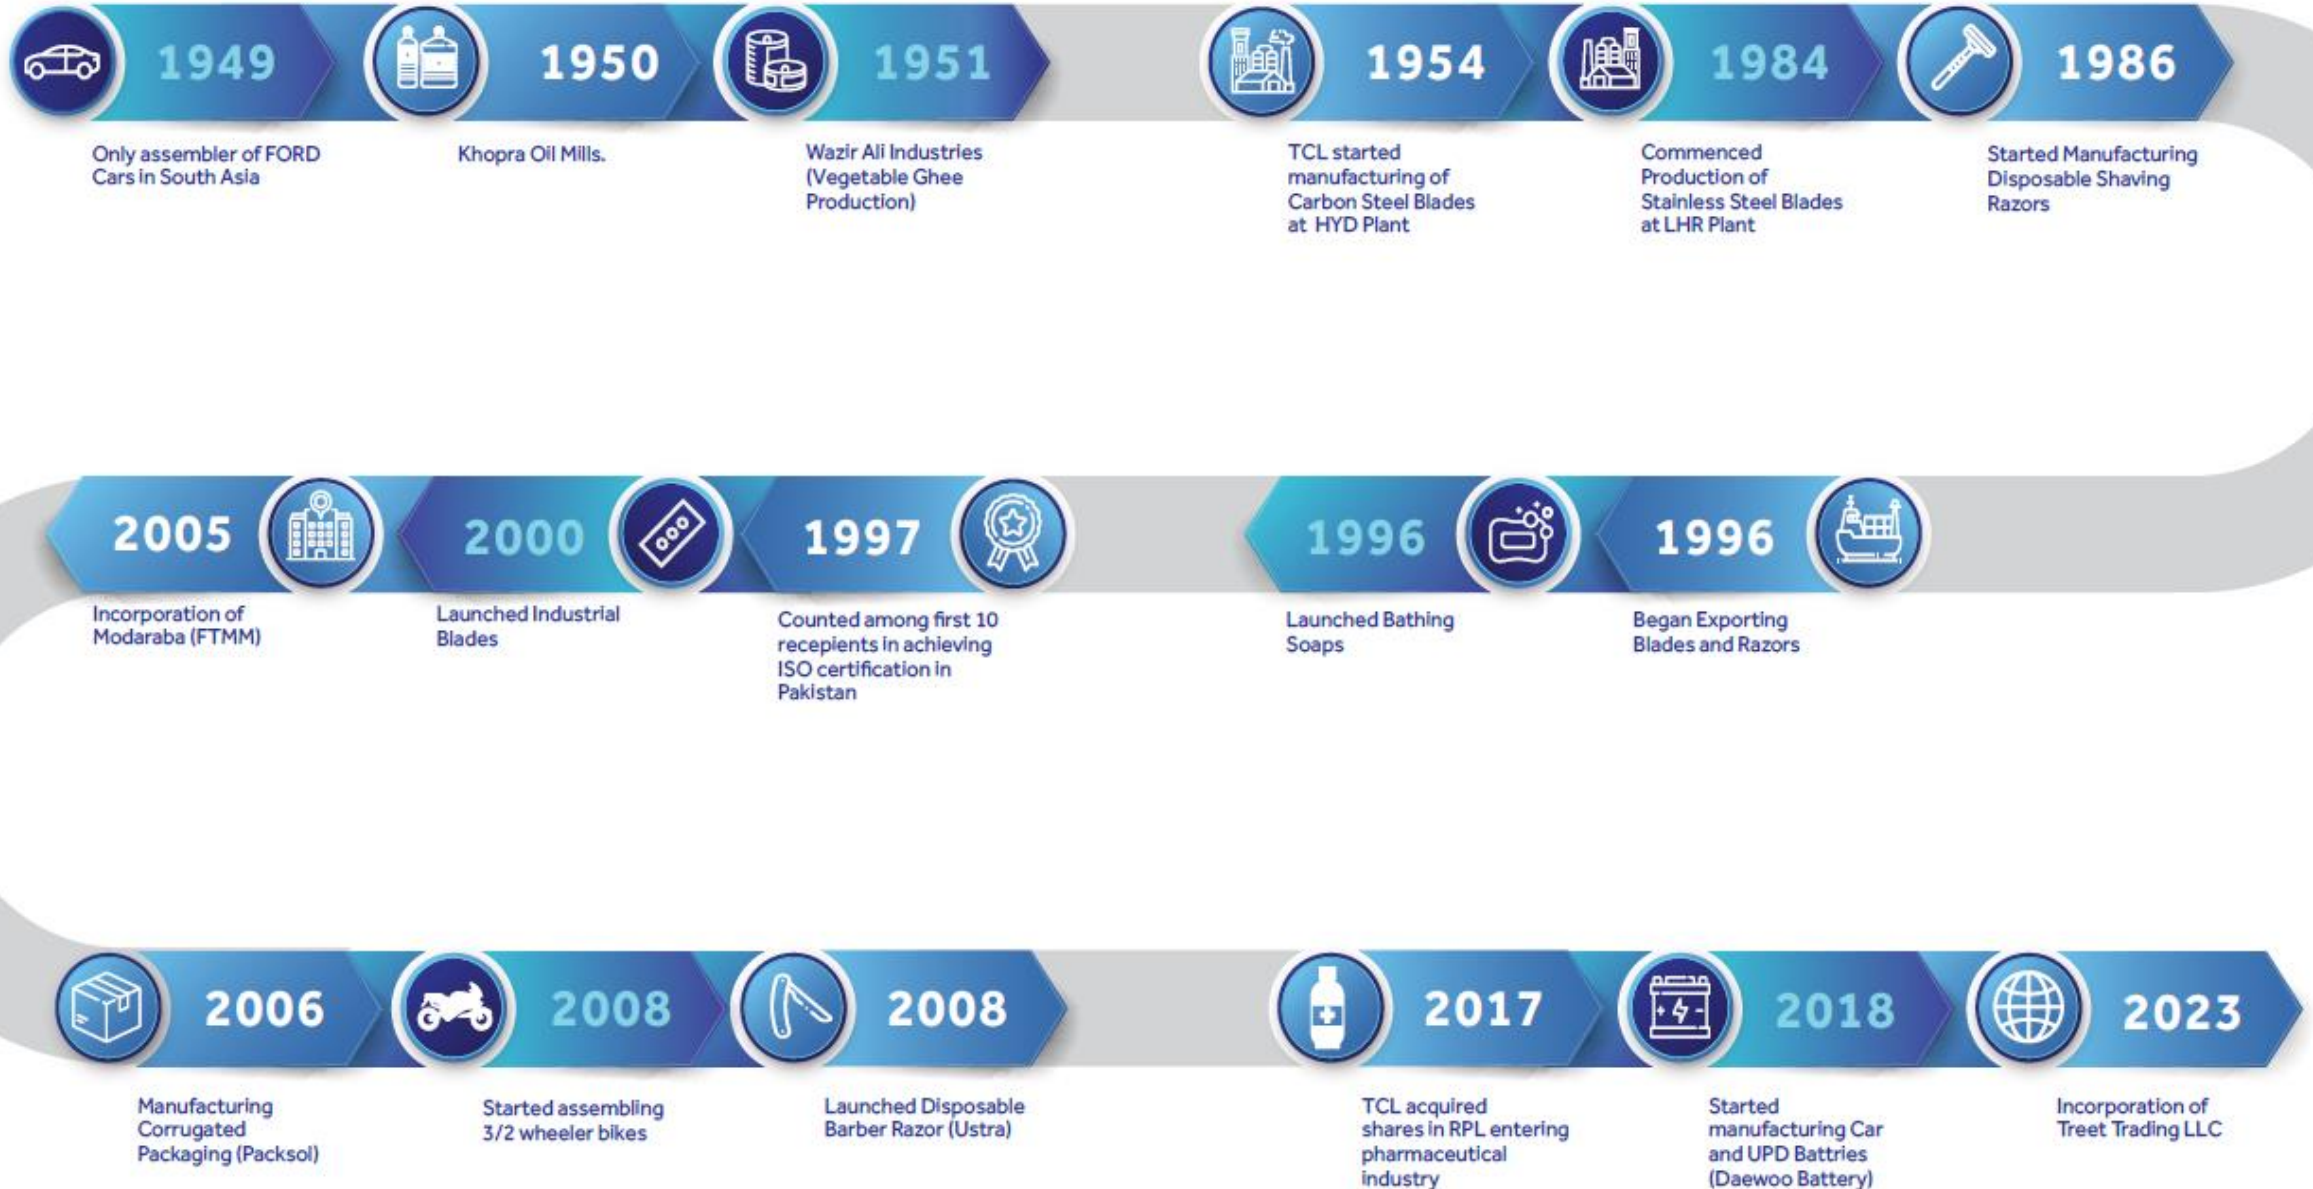 1949
Only assembler of FORD
Cars in South Asia
1950
Khopra Oil Mills.
1951
Wazir Ali Industries
(Vegetable Ghee
Production)
1954
TCL started
manufacturing of
Carbon Steel Blades
at HYD Plant
1984
Commenced
Production of
Stainless Steel Blades
at LHR Plant
1986
Started Manufacturing
Disposable Shaving
Razors
1996
Began Exporting
Blades and Razors
1996
Launched Bathing
Soaps
1997
Counted among first 10
recepients in achieving
ISO certification in
Pakistan
2000
Launched Industrial
Blades
2005
Incorporation of
Modaraba (FTMM)
2006
Manufacturing
Corrugated
Packaging (Packsol)
2008
Started assembling
3/2 wheeler bikes
2008
Launched Disposable
Barber Razor (Ustra)
2017
TCL acquired
shares in RPL entering
pharmaceutical
industry
2018
Started
manufacturing Car
and UPD Battries
(Daewoo Battery)
2023
Incorporation of
Treet Trading LLC